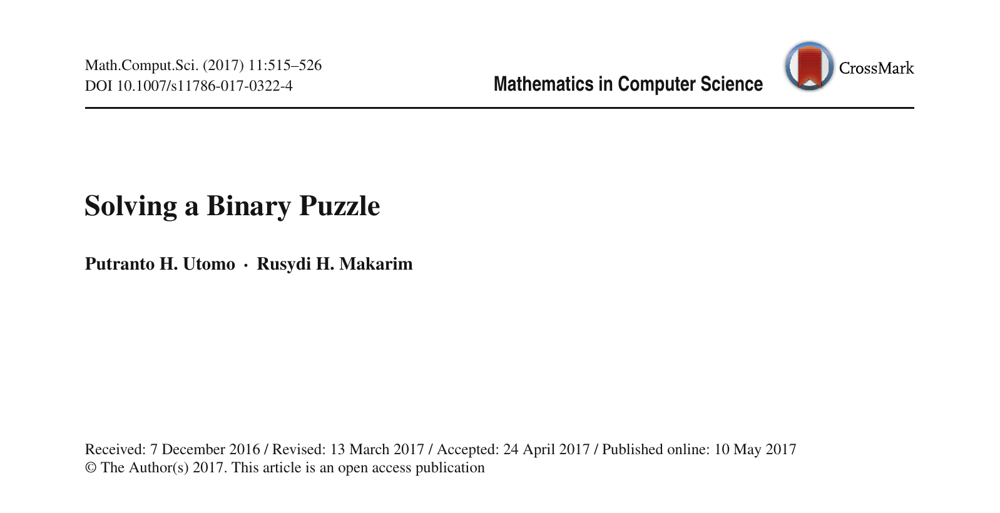 Math.Comput.Sci. (2017) 11:515–526
DOI 10.1007/s11786-017-0322-4
Mathematics in Computer Science
CrossMark
Solving a Binary Puzzle
Putranto H. Utomo · Rusydi H. Makarim
Received: 7 December 2016 / Revised: 13 March 2017 / Accepted: 24 April 2017 / Published online: 10 May 2017
© The Author(s) 2017. This article is an open access publication